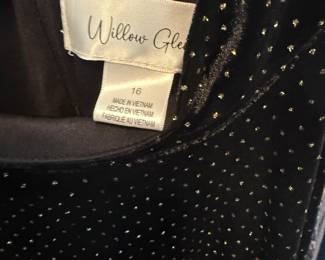 Willow Gle
16
MADE IN VIETNAM
HECHO EN VIETNAM
FABRIQUÉ AU VIETNAM